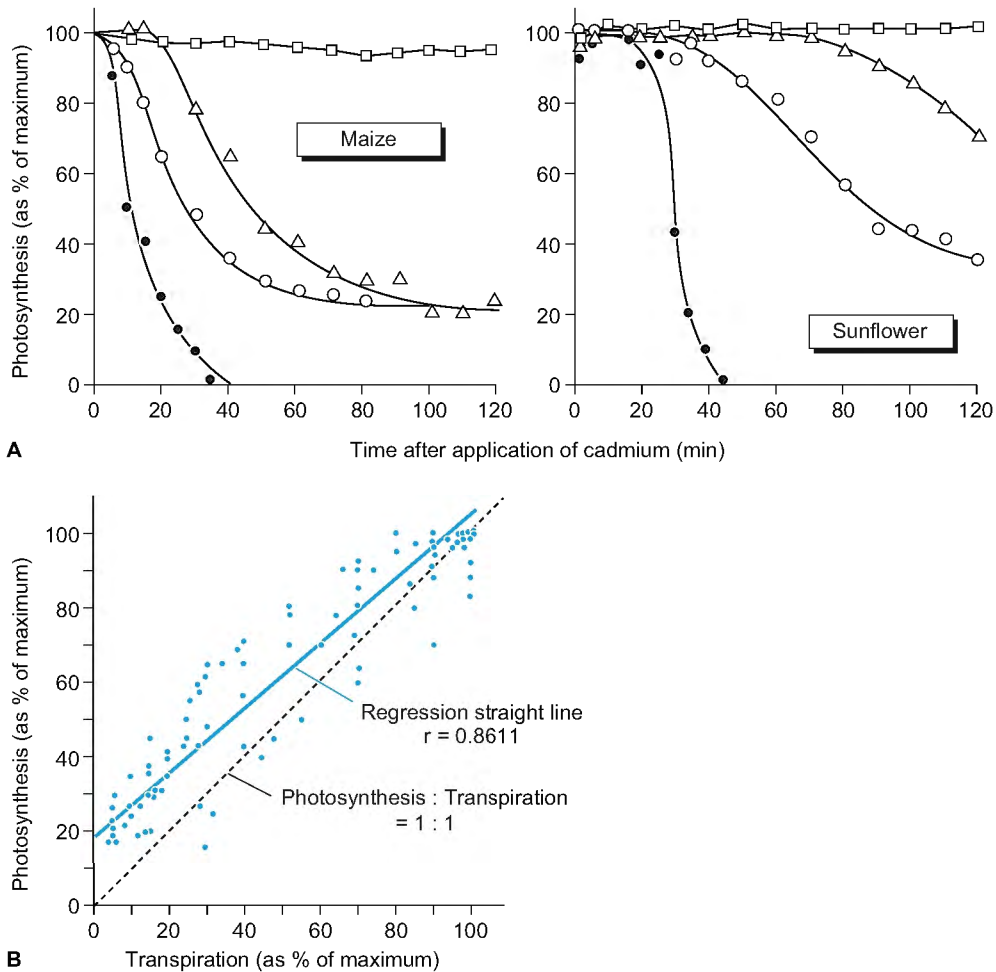 Photosynthesis (as % of maximum)
100
80
60
40
20
0
Maize
0 20 40 60 80 100 120
100
80
60
40
20
0
Sunflower
0 20 40 60 80 100 120
A
Time after application of cadmium (min)
Photosynthesis (as % of maximum)
100
80
60
40
20
0
Regression straight line
r = 0.8611
Photosynthesis : Transpiration
= 1 : 1
0 20 40 60 80 100
B
Transpiration (as % of maximum)